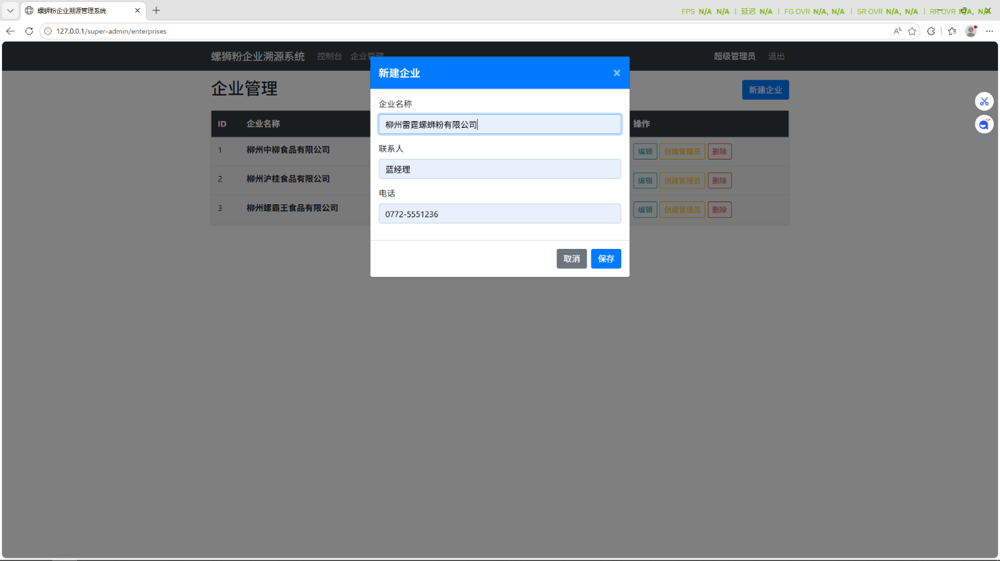 螺蛳粉企业溯源管理系统
FPS N/A N/A | 延迟 N/A | FG OVR N/A, N/A | SR OVR N/A, N/A | RR OVR N/A, N/A
127.0.0.1/super-admin/enterprises
螺狮粉企业溯源系统 控制台 企业管理 超级管理员 退出
新建企业 ×
企业管理 新建企业
企业名称
ID 企业名称 柳州雷霆螺蛳粉有限公司 操作
联系人
1 柳州中柳食品有限公司 编辑 创建管理员 删除
蓝经理
2 柳州沪桂食品有限公司 编辑 创建管理员 删除
电话
3 柳州螺霸王食品有限公司 0772-5551236 编辑 创建管理员 删除
取消 保存